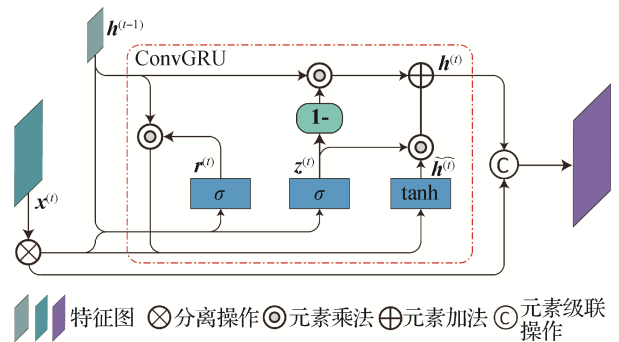 h(t−1)
ConvGRU
h(t)
1-
r(t)
z(t)
h̃(t)
x(t)
σ
σ
tanh
C
特征图
分离操作
元素乘法
元素加法
C
元素级联
操作